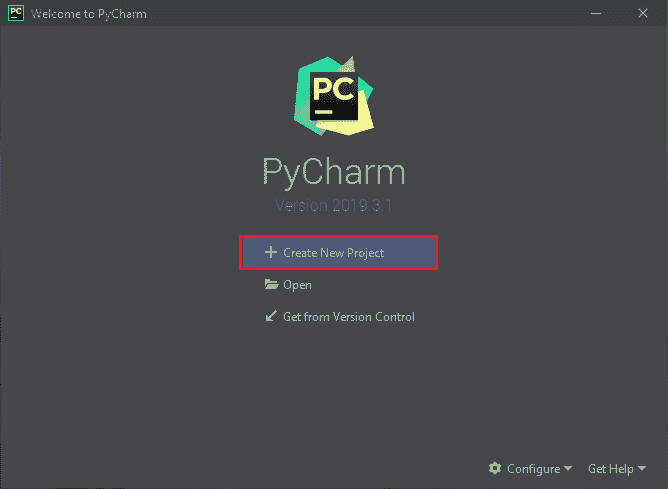 PC Welcome to PyCharm
PC
PyCharm
Version 2019.3.1
Create New Project
Open
Get from Version Control
Configure Get Help